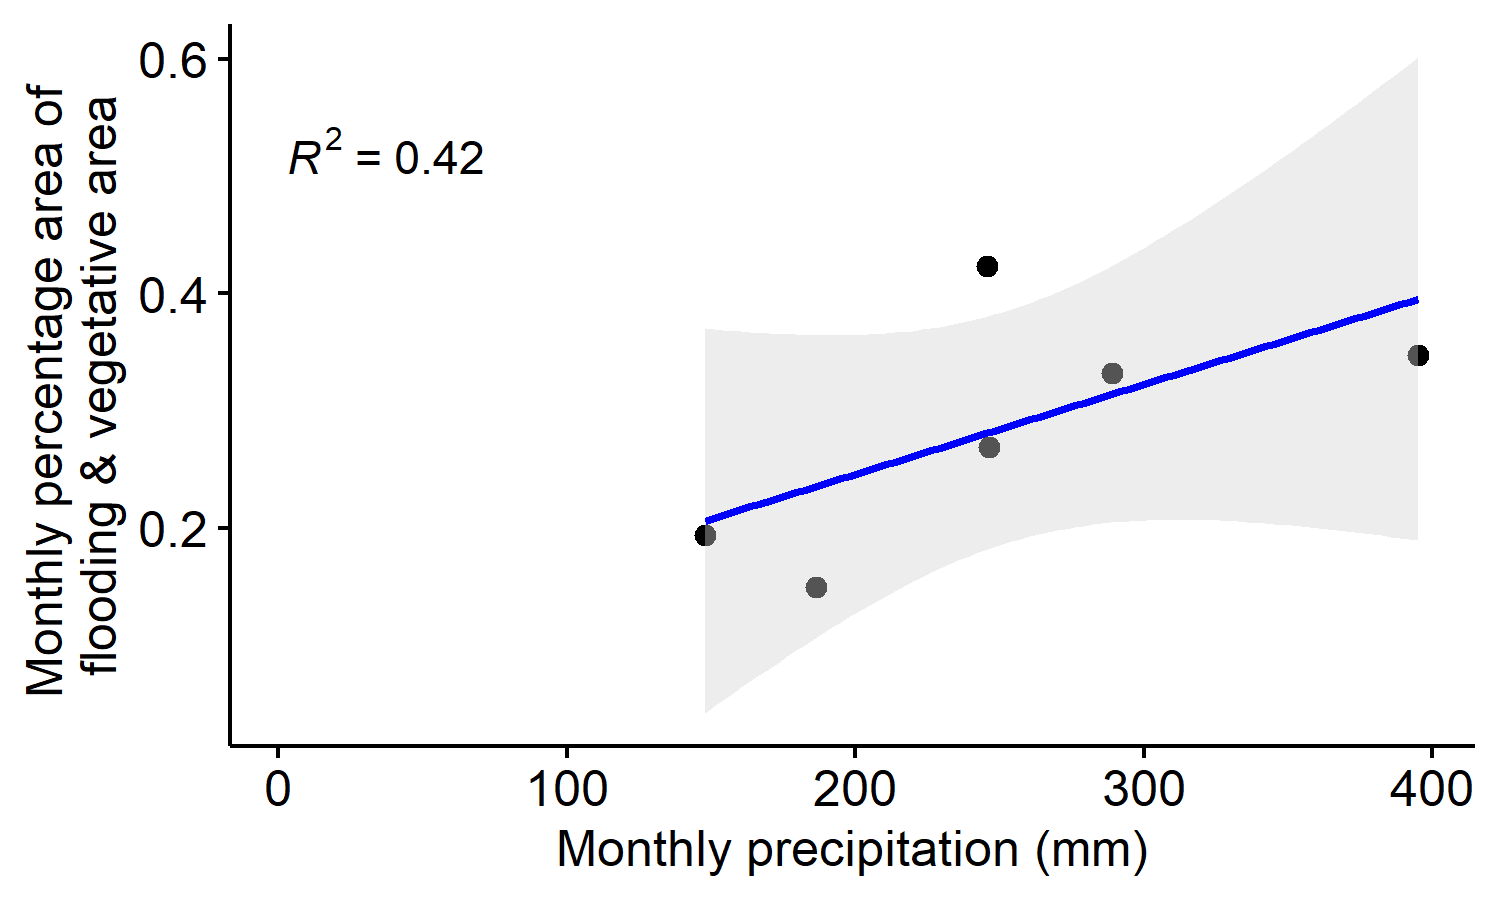 Monthly percentage area of
flooding & vegetative area
0.6
0.4
0.2
R² = 0.42
0 100 200 300 400
Monthly precipitation (mm)